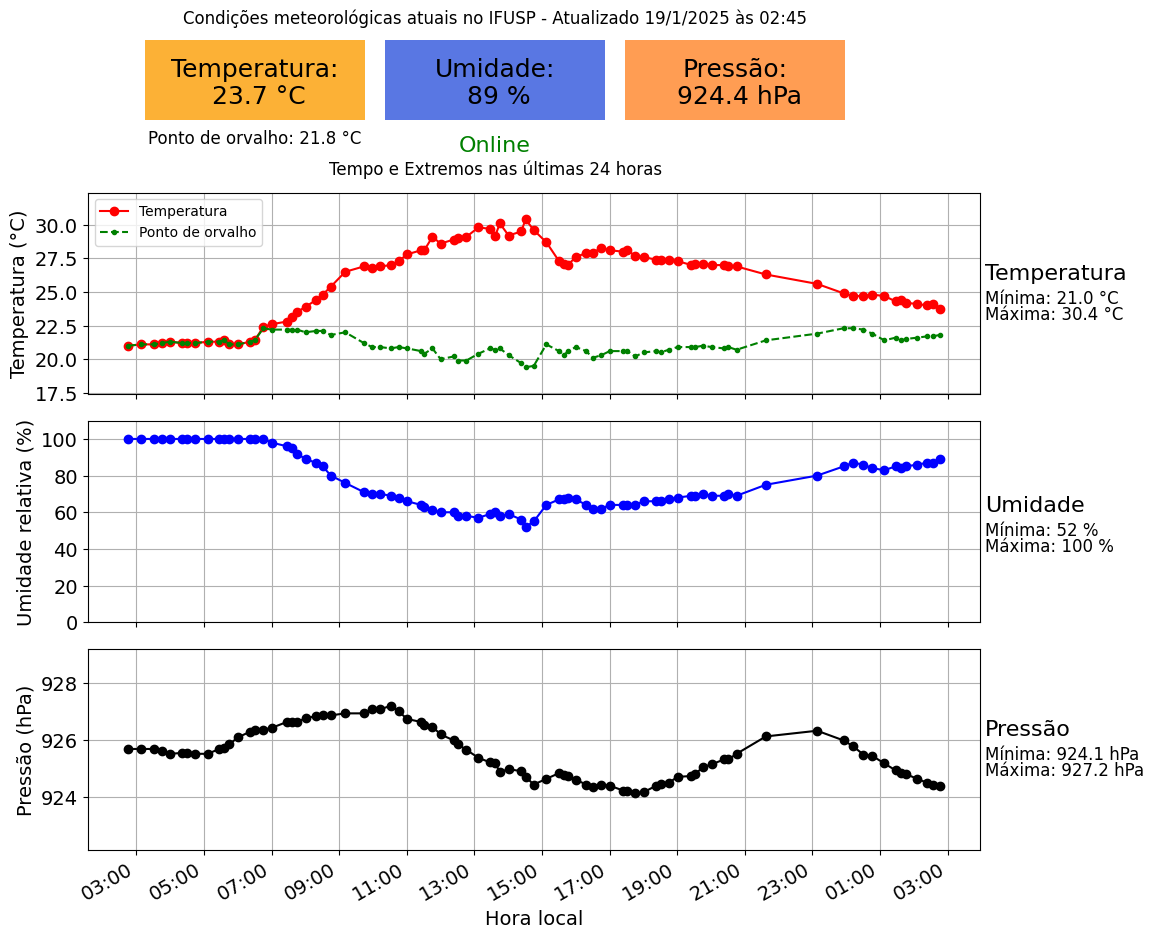 Condições meteorológicas atuais no IFUSP - Atualizado 19/1/2025 às 02:45
Temperatura:
23.7 °C
Umidade:
89 %
Pressão:
924.4 hPa
Ponto de orvalho: 21.8 °C
Online
Tempo e Extremos nas últimas 24 horas
Temperatura (°C)
30.0
27.5
25.0
22.5
20.0
17.5
Temperatura
Ponto de orvalho
Temperatura
Mínima: 21.0 °C
Máxima: 30.4 °C
Umidade relativa (%)
100
80
60
40
20
0
Umidade
Mínima: 52 %
Máxima: 100 %
Pressão (hPa)
928
926
924
Pressão
Mínima: 924.1 hPa
Máxima: 927.2 hPa
03:00 05:00 07:00 09:00 11:00 13:00 15:00 17:00 19:00 21:00 23:00 01:00 03:00
Hora local